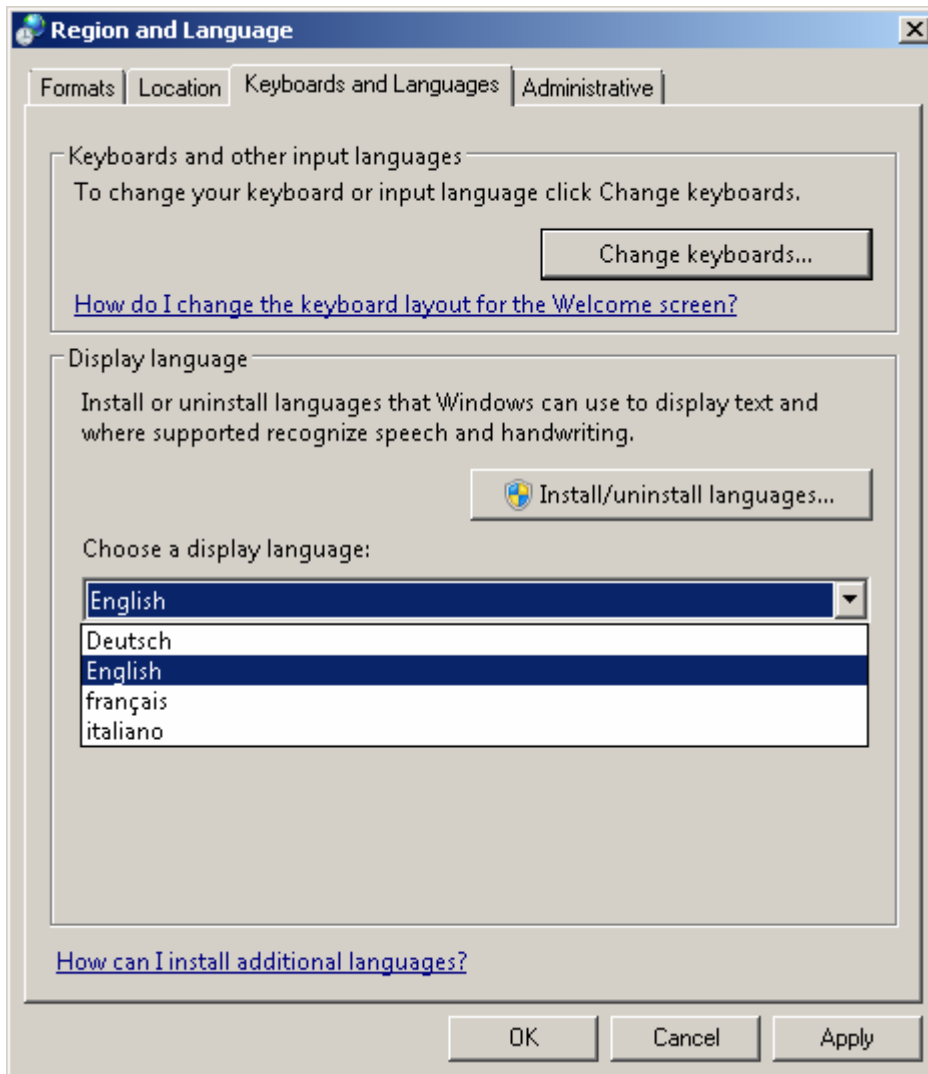 Region and Language
Formats
Location
Keyboards and Languages
Administrative
Keyboards and other input languages
To change your keyboard or input language click Change keyboards.
Change keyboards...
How do I change the keyboard layout for the Welcome screen?
Display language
Install or uninstall languages that Windows can use to display text and
where supported recognize speech and handwriting.
Install/uninstall languages...
Choose a display language:
English
Deutsch
English
français
italiano
How can I install additional languages?
OK
Cancel
Apply